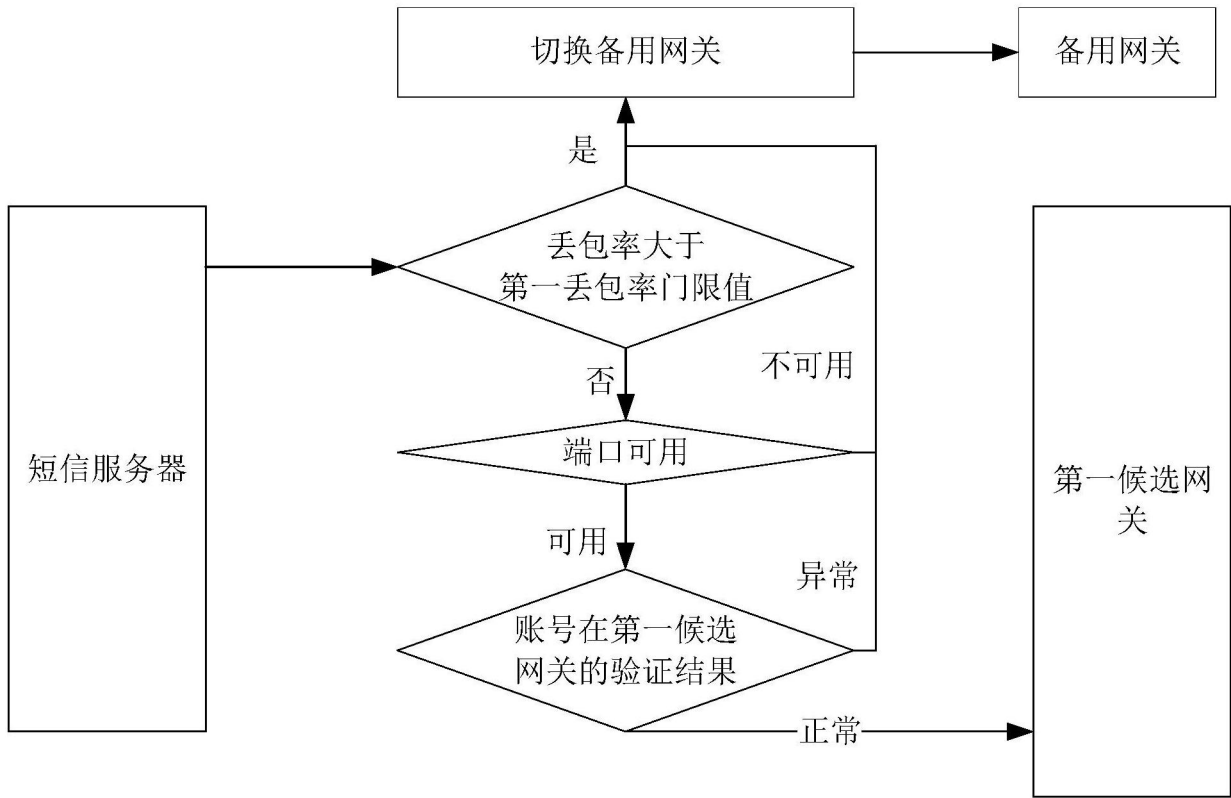 切换备用网关
备用网关
是
丢包率大于
第一丢包率门限值
不可用
否
短信服务器
端口可用
第一候选网
关
可用
异常
账号在第一候选
网关的验证结果
正常